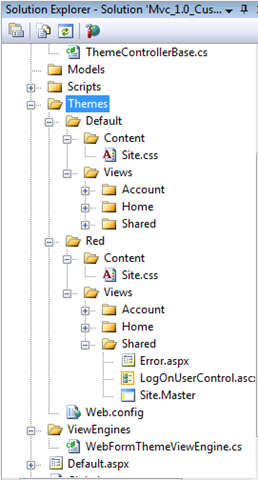 Solution Explorer - Solution 'Mvc_1.0_Cus...
ThemeControllerBase.cs
Models
Scripts
Themes
Default
Content
Site.css
Views
Account
Home
Shared
Red
Content
Site.css
Views
Account
Home
Shared
Error.aspx
LogOnUserControl.ascx
Site.Master
Web.config
ViewEngines
WebFormThemeViewEngine.cs
Default.aspx